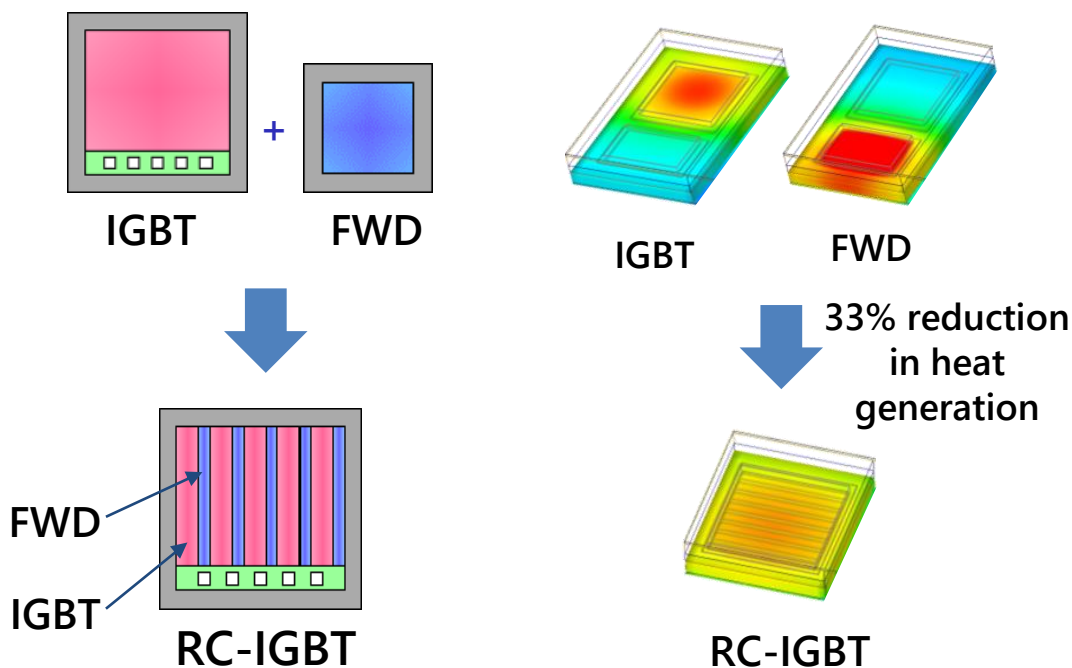 +
IGBT
FWD
IGBT
FWD
33% reduction
in heat
generation
FWD
IGBT
RC-IGBT
RC-IGBT